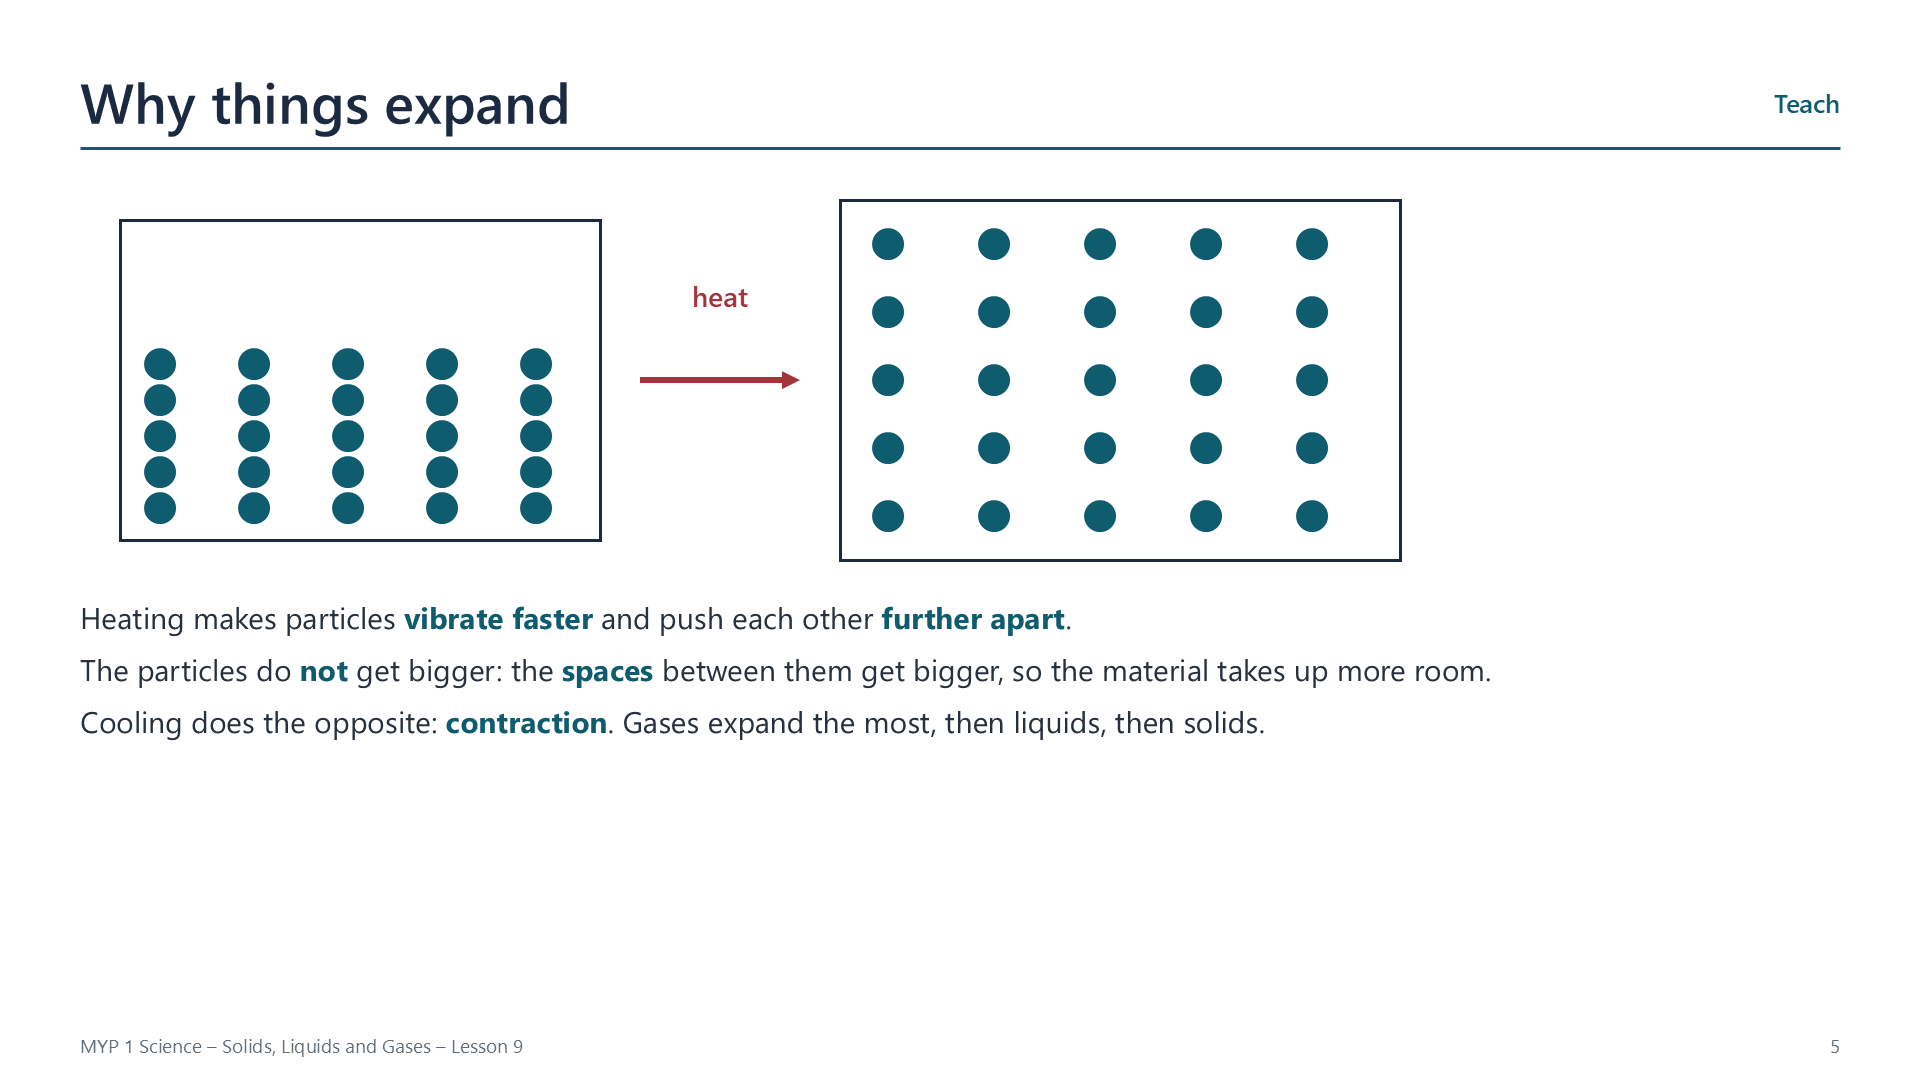 Why things expand
Teach
heat
Heating makes particles vibrate faster and push each other further apart.
The particles do not get bigger: the spaces between them get bigger, so the material takes up more room.
Cooling does the opposite: contraction. Gases expand the most, then liquids, then solids.
MYP 1 Science – Solids, Liquids and Gases – Lesson 9
5